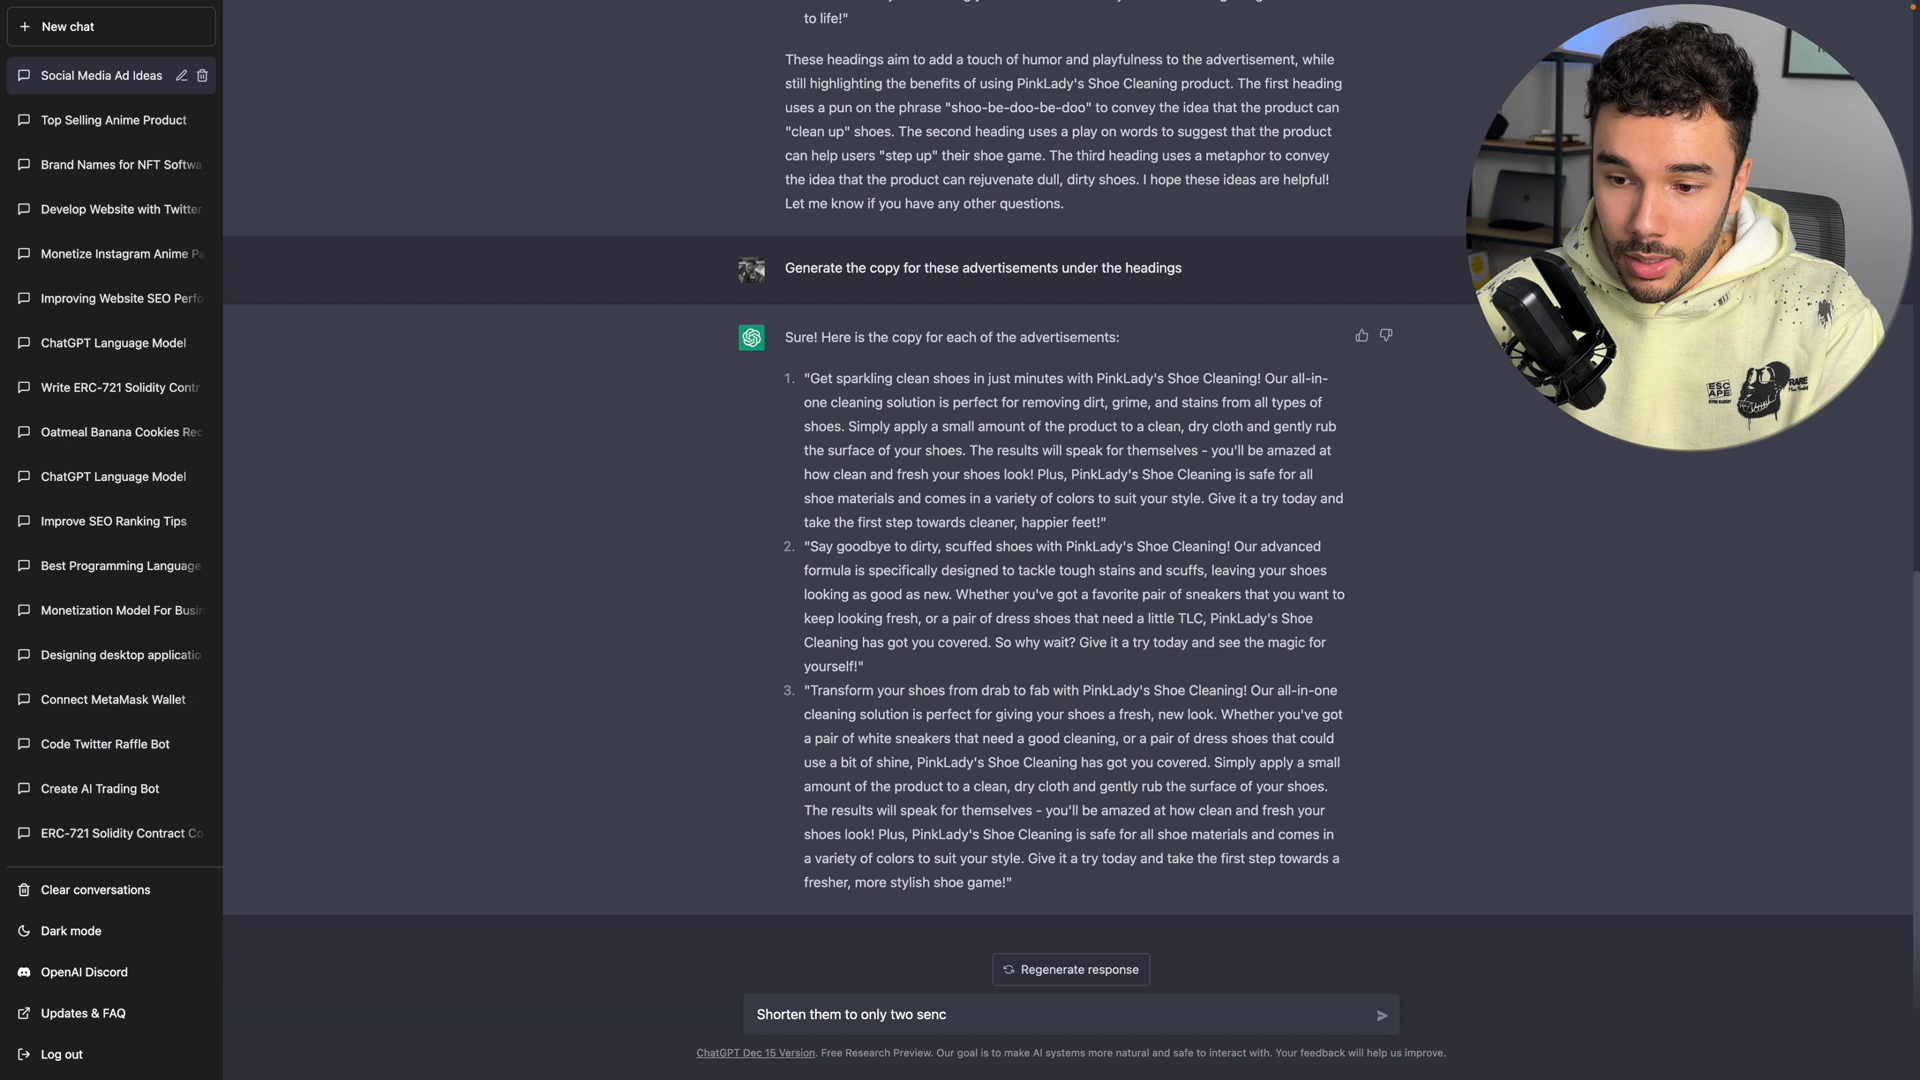 New chat
Social Media Ad Ideas
Top Selling Anime Product
Brand Names for NFT Softwa
Develop Website with Twitter
Monetize Instagram Anime Pa
Improving Website SEO Perfo
ChatGPT Language Model
Write ERC-721 Solidity Contr
Oatmeal Banana Cookies Rec
ChatGPT Language Model
Improve SEO Ranking Tips
Best Programming Language
Monetization Model For Busin
Designing desktop applicatio
Connect MetaMask Wallet
Code Twitter Raffle Bot
Create AI Trading Bot
ERC-721 Solidity Contract Co
Clear conversations
Dark mode
OpenAI Discord
Updates & FAQ
Log out
to life!"
These headings aim to add a touch of humor and playfulness to the advertisement, while
still highlighting the benefits of using PinkLady's Shoe Cleaning product. The first heading
uses a pun on the phrase "shoo-be-doo-be-doo" to convey the idea that the product can
"clean up" shoes. The second heading uses a play on words to suggest that the product
can help users "step up" their shoe game. The third heading uses a metaphor to convey
the idea that the product can rejuvenate dull, dirty shoes. I hope these ideas are helpful!
Let me know if you have any other questions.
Generate the copy for these advertisements under the headings
Sure! Here is the copy for each of the advertisements:
1. "Get sparkling clean shoes in just minutes with PinkLady's Shoe Cleaning! Our all-in-
one cleaning solution is perfect for removing dirt, grime, and stains from all types of
shoes. Simply apply a small amount of the product to a clean, dry cloth and gently rub
the surface of your shoes. The results will speak for themselves - you'll be amazed at
how clean and fresh your shoes look! Plus, PinkLady's Shoe Cleaning is safe for all
shoe materials and comes in a variety of colors to suit your style. Give it a try today and
take the first step towards cleaner, happier feet!"
2. "Say goodbye to dirty, scuffed shoes with PinkLady's Shoe Cleaning! Our advanced
formula is specifically designed to tackle tough stains and scuffs, leaving your shoes
looking as good as new. Whether you've got a favorite pair of sneakers that you want to
keep looking fresh, or a pair of dress shoes that need a little TLC, PinkLady's Shoe
Cleaning has got you covered. So why wait? Give it a try today and see the magic for
yourself!"
3. "Transform your shoes from drab to fab with PinkLady's Shoe Cleaning! Our all-in-one
cleaning solution is perfect for giving your shoes a fresh, new look. Whether you've got
a pair of white sneakers that need a good cleaning, or a pair of dress shoes that could
use a bit of shine, PinkLady's Shoe Cleaning has got you covered. Simply apply a small
amount of the product to a clean, dry cloth and gently rub the surface of your shoes.
The results will speak for themselves - you'll be amazed at how clean and fresh your
shoes look! Plus, PinkLady's Shoe Cleaning is safe for all shoe materials and comes in
a variety of colors to suit your style. Give it a try today and take the first step towards a
fresher, more stylish shoe game!"
Regenerate response
Shorten them to only two senc
ChatGPT Dec 15 Version. Free Research Preview. Our goal is to make AI systems more natural and safe to interact with. Your feedback will help us improve.
ESC
APE
RARE